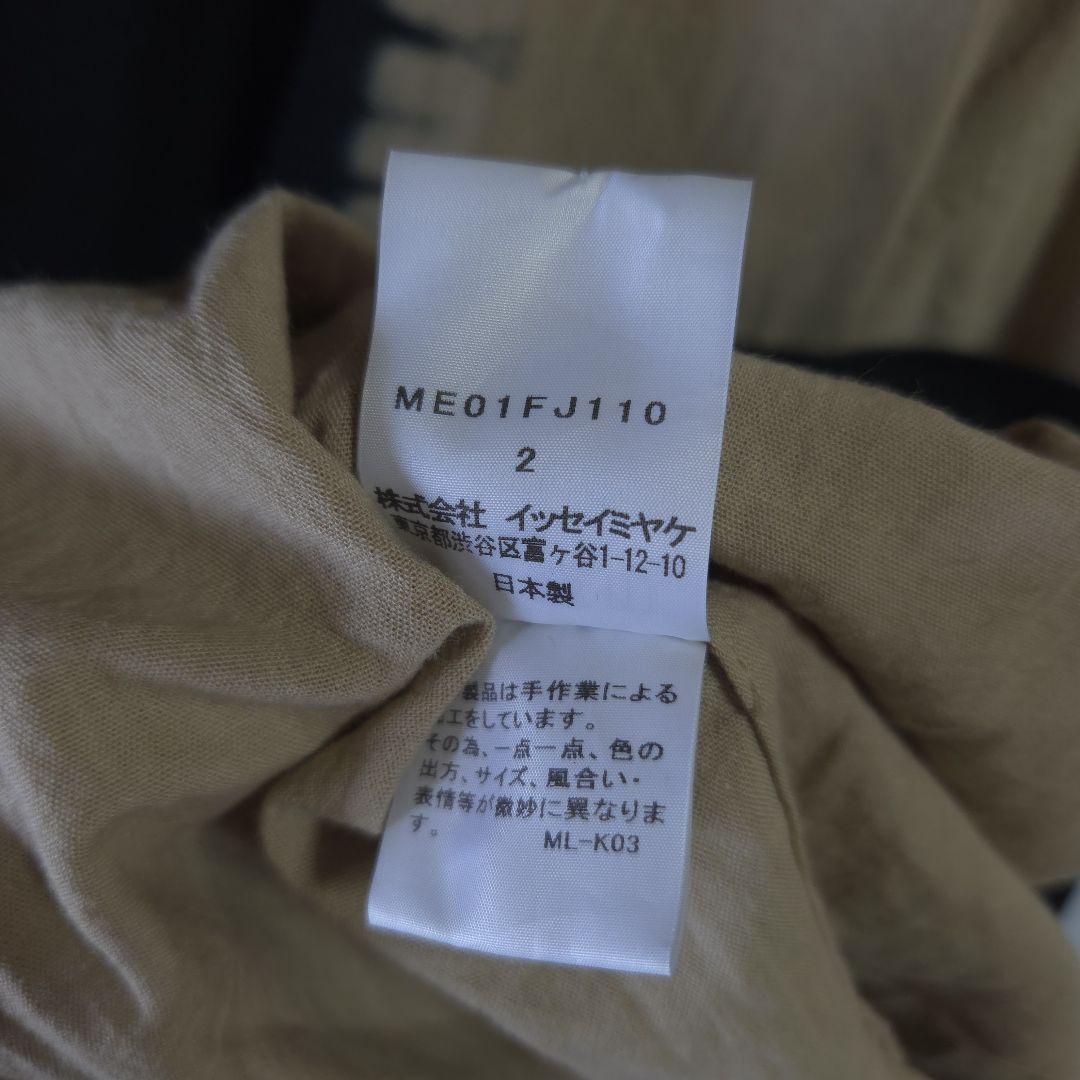 ME01FJ110
2
株式会社 イッセイミヤケ
東京都渋谷区富ヶ谷1-12-10
日本製
製品は手作業による
工をしています。
その為、一点一点、色の
出方、サイズ、風合い・
表情等が微妙に異なりま
す。 ML-K03